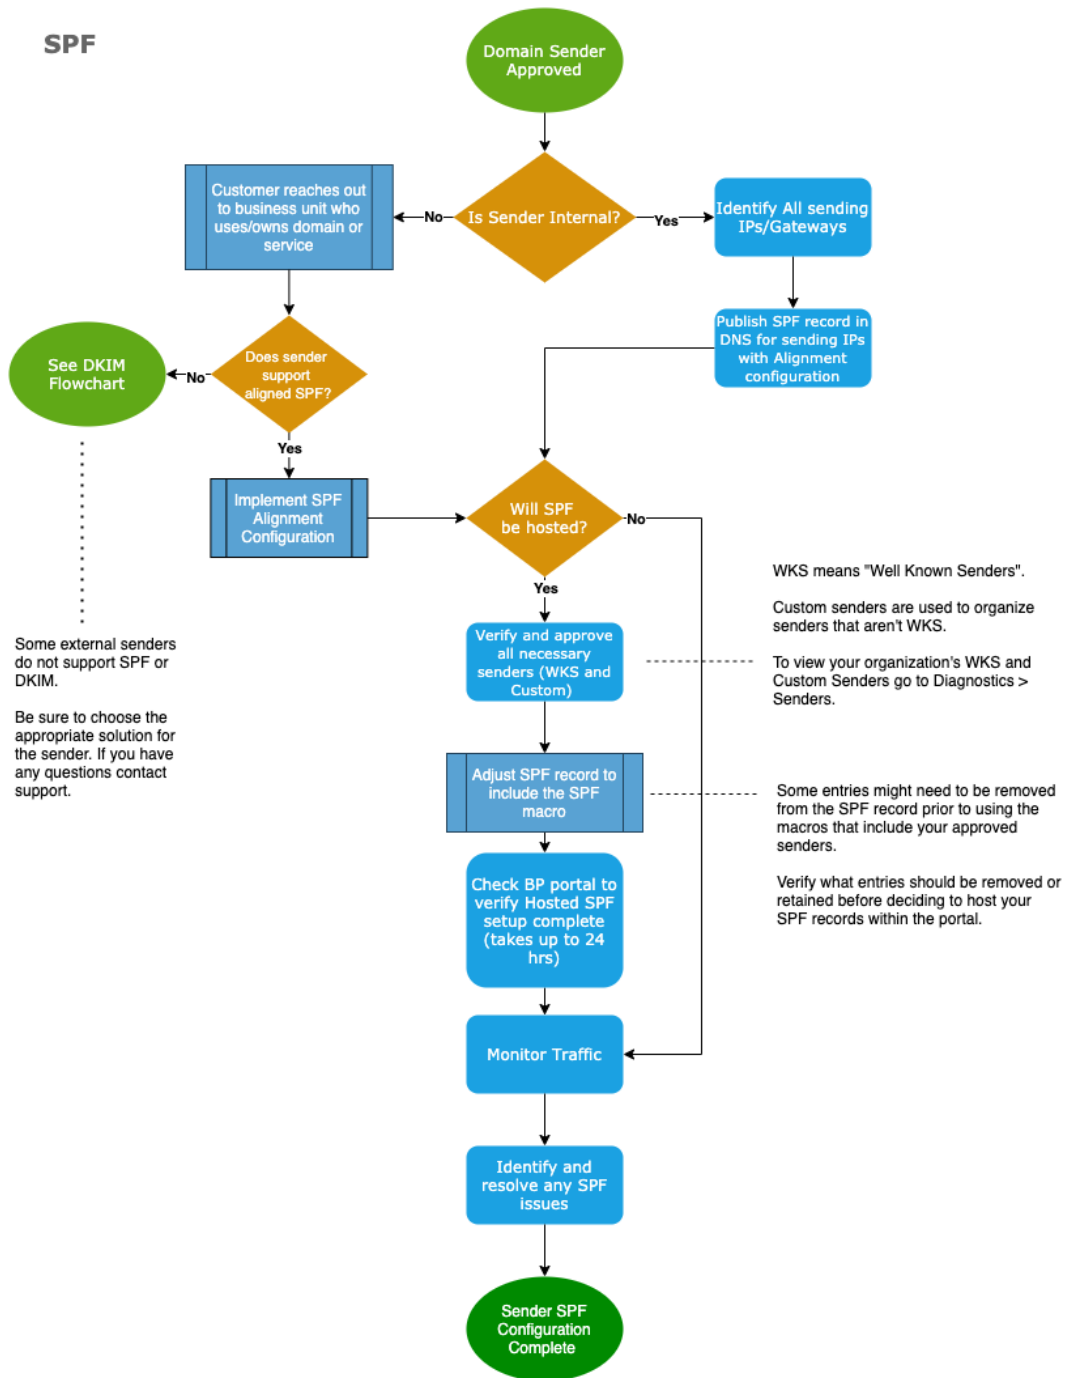 SPF
Domain Sender
Approved
Is Sender Internal?
No
Yes
Customer reaches out
to business unit who
uses/owns domain or
service
Identify All sending
IPs/Gateways
Publish SPF record in
DNS for sending IPs
with Alignment
configuration
Does sender
support
aligned SPF?
No
See DKIM
Flowchart
Yes
Implement SPF
Alignment
Configuration
Will SPF
be hosted?
No
Yes
Some external senders
do not support SPF or
DKIM.
Be sure to choose the
appropriate solution for
the sender. If you have
any questions contact
support.
Verify and approve
all necessary
senders (WKS and
Custom)
WKS means "Well Known Senders".
Custom senders are used to organize
senders that aren't WKS.
To view your organization's WKS and
Custom Senders go to Diagnostics >
Senders.
Adjust SPF record to
include the SPF
macro
Some entries might need to be removed
from the SPF record prior to using the
macros that include your approved
senders.
Verify what entries should be removed or
retained before deciding to host your
SPF records within the portal.
Check BP portal to
verify Hosted SPF
setup complete
(takes up to 24
hrs)
Monitor Traffic
Identify and
resolve any SPF
issues
Sender SPF
Configuration
Complete